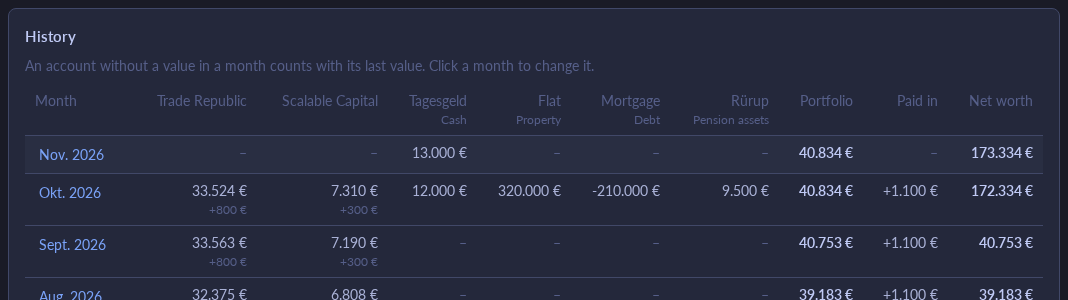 History
An account without a value in a month counts with its last value. Click a month to change it.
Month Trade Republic Scalable Capital Tagesgeld Flat Mortgage Rürup Portfolio Paid in Net worth
Cash Property Debt Pension assets
Nov. 2026 – – 13.000 € – – – 40.834 € – 173.334 €
Okt. 2026 33.524 € 7.310 € 12.000 € 320.000 € -210.000 € 9.500 € 40.834 € +1.100 € 172.334 €
+800 € +300 €
Sept. 2026 33.563 € 7.190 € – – – – 40.753 € +1.100 € 40.753 €
+800 € +300 €
Aug. 2026 32.375 € 6.808 € – – – – 39.183 € +1.100 € 39.183 €